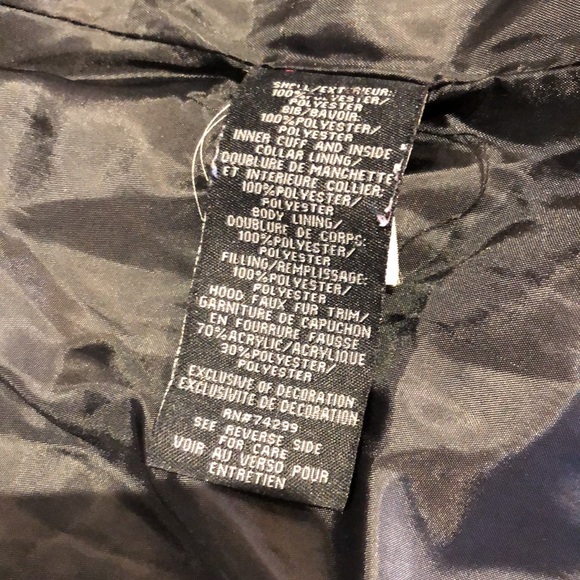 SHELL/EXTERIEUR:
100% POLYESTER/
POLYESTER
BIB/BAVOIR:
100%POLYESTER/
POLYESTER
INNER CUFF AND INSIDE
COLLAR LINING/
DOUBLURE DE MANCHETTE
ET INTERIEURE COLLIER:
100%POLYESTER/
POLYESTER
BODY LINING/
DOUBLURE DE CORPS:
100%POLYESTER/
POLYESTER
FILLING/REMPLISSAGE:
100%POLYESTER/
POLYESTER
HOOD FAUX FUR TRIM/
GARNITURE DE CAPUCHON
EN FOURRURE FAUSSE
70%ACRYLIC/ACRYLIQUE
30%POLYESTER/
POLYESTER
EXCLUSIVE OF DECORATION
EXCLUSIVITE DE DECORATION
RN#74299
SEE REVERSE SIDE
FOR CARE
VOIR AU VERSO POUR
ENTRETIEN